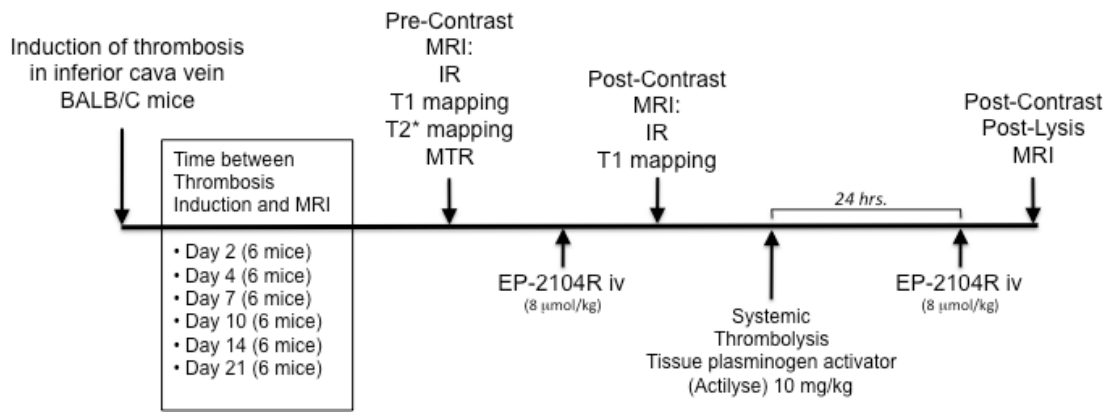 Induction of thrombosis
in inferior cava vein
BALB/C mice
Time between
Thrombosis
Induction and MRI
• Day 2 (6 mice)
• Day 4 (6 mice)
• Day 7 (6 mice)
• Day 10 (6 mice)
• Day 14 (6 mice)
• Day 21 (6 mice)
Pre-Contrast
MRI:
IR
T1 mapping
T2* mapping
MTR
EP-2104R iv
(8 μmol/kg)
Post-Contrast
MRI:
IR
T1 mapping
Systemic
Thrombolysis
Tissue plasminogen activator
(Actilyse) 10 mg/kg
24 hrs.
EP-2104R iv
(8 μmol/kg)
Post-Contrast
Post-Lysis
MRI